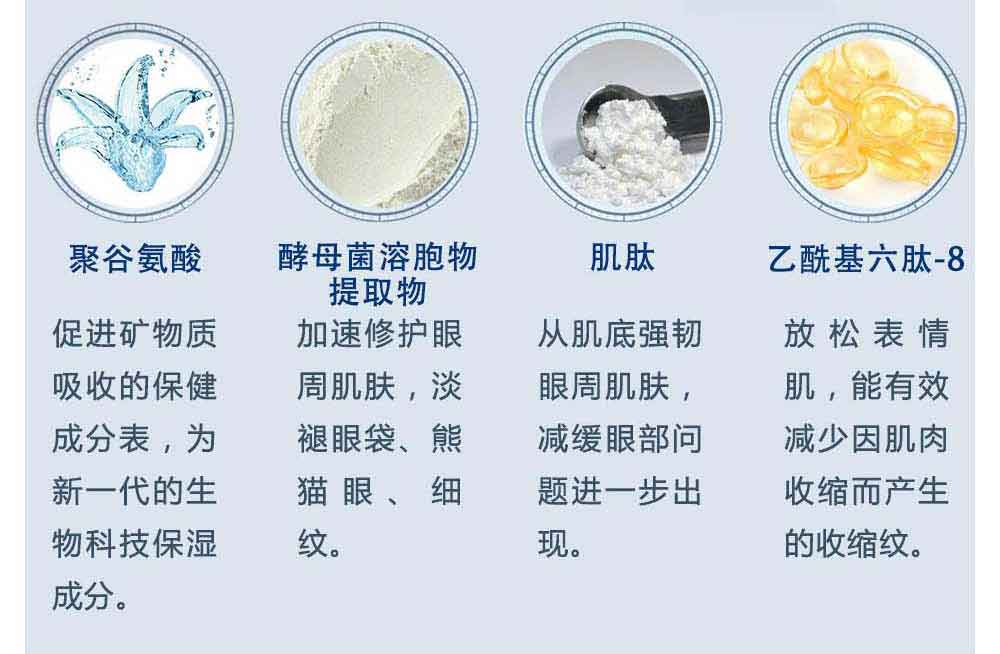 聚谷氨酸
促进矿物质
吸收的保健
成分表，为
新一代的生
物科技保湿
成分。
酵母菌溶胞物
提取物
加速修护眼
周肌肤，淡
褪眼袋、熊
猫眼、细
纹。
肌肽
从肌底强韧
眼周肌肤，
减缓眼部问
题进一步出
现。
乙酰基六肽-8
放松表情
肌，能有效
减少因肌肉
收缩而产生
的收缩纹。